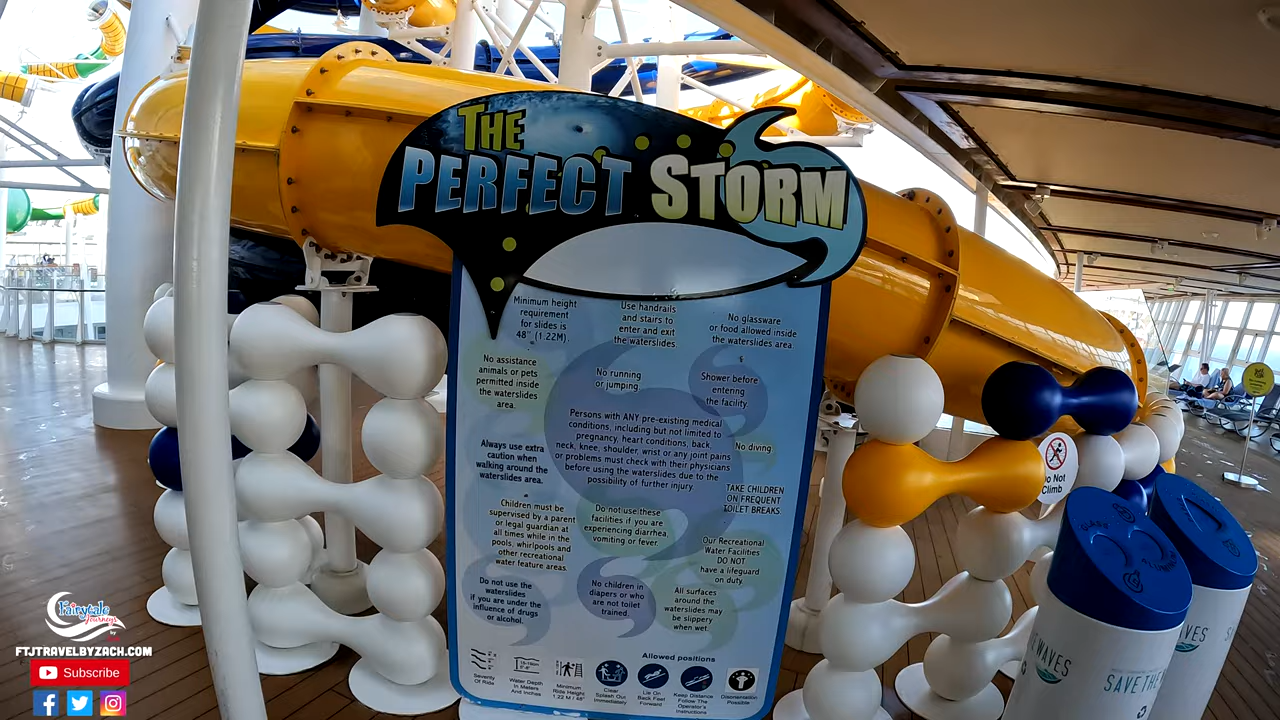 THE
PERFECT STORM
Minimum height
requirement
for slides is
48" (1.22M).
Use handrails
and stairs to
enter and exit
the waterslides.
No glassware
or food allowed inside
the waterslides area.
No assistance
animals or pets
permitted inside
the waterslides
area.
No running
or jumping.
Shower before
entering
the facility.
Persons with ANY pre-existing medical
conditions, including but not limited to
pregnancy, heart conditions, back,
neck, knee, shoulder, wrist or any joint pains
or problems must check with their physicians
before using the waterslides due to the
possibility of further injury.
No diving.
Always use extra
caution when
walking around the
waterslides area.
TAKE CHILDREN
ON FREQUENT
TOILET BREAKS.
Children must be
supervised by a parent
or legal guardian at
all times while in the
pools, whirlpools and
other recreational
water feature areas.
Do not use these
facilities if you are
experiencing diarrhea,
vomiting or fever.
Our Recreational
Water Facilities
DO NOT
have a lifeguard
on duty.
Do not use the
waterslides
if you are under the
influence of drugs
or alcohol.
No children in
diapers or who
are not toilet
trained.
All surfaces
around the
waterslides may
be slippery
when wet.
Allowed positions
Severity
Of Ride
Water Depth
In Meters
And Inches
Minimum
Ride Height
1.22 M / 48"
Clear
Splash Out
Immediately
Lie On
Back Feet
Forward
Keep Distance
Follow The
Operator's
Instructions
Disorientation
Possible
Do Not
Climb
WAVES
SAVE THE
Fairytale
Journeys
by
FTJTRAVELBYZACH.COM
Subscribe